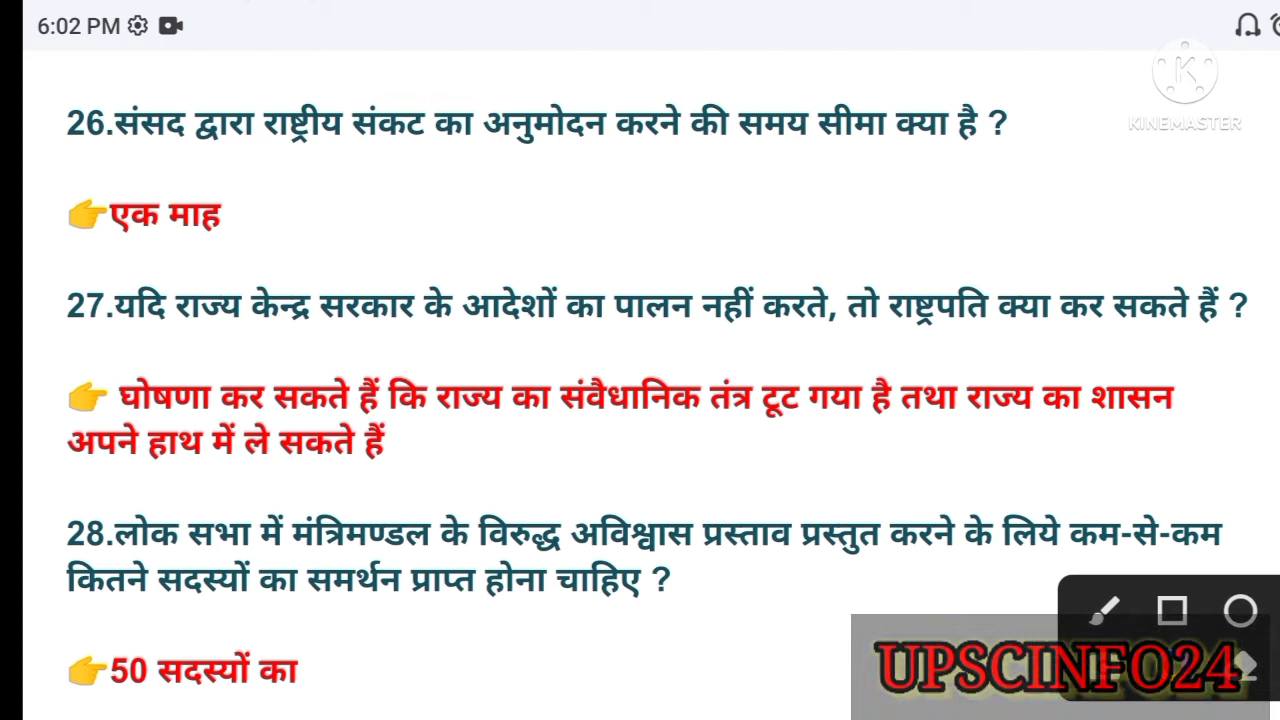 6:02 PM
KINEMASTER
26.संसद द्वारा राष्ट्रीय संकट का अनुमोदन करने की समय सीमा क्या है ?
👉एक माह
27.यदि राज्य केन्द्र सरकार के आदेशों का पालन नहीं करते, तो राष्ट्रपति क्या कर सकते हैं ?
👉 घोषणा कर सकते हैं कि राज्य का संवैधानिक तंत्र टूट गया है तथा राज्य का शासन
अपने हाथ में ले सकते हैं
28.लोक सभा में मंत्रिमण्डल के विरुद्ध अविश्वास प्रस्ताव प्रस्तुत करने के लिये कम-से-कम
कितने सदस्यों का समर्थन प्राप्त होना चाहिए ?
👉50 सदस्यों का
UPSCINFO24